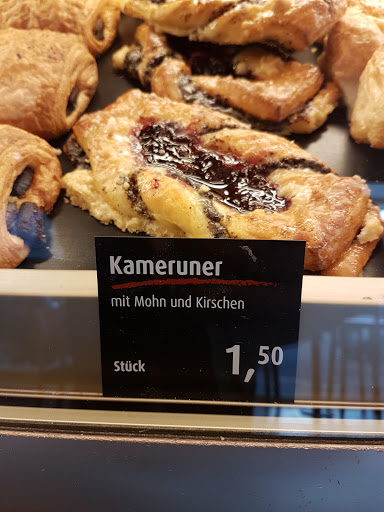 Kameruner
mit Mohn und Kirschen
Stück 1,50